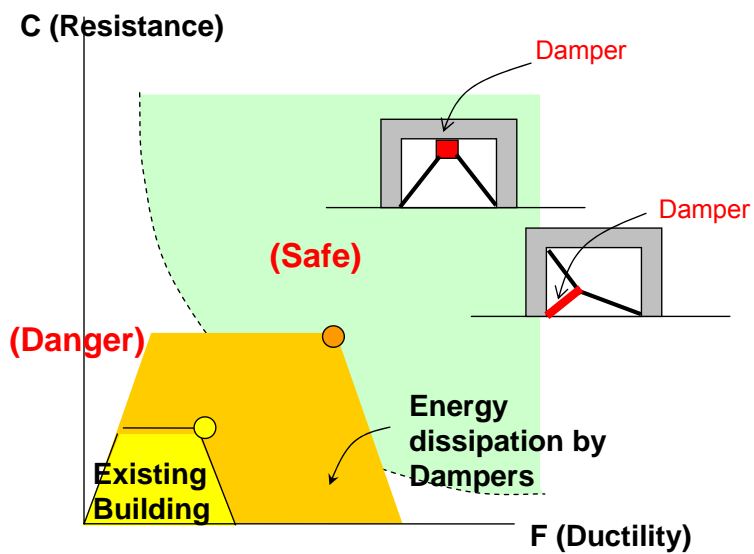 C (Resistance)
Damper
Damper
(Safe)
(Danger)
Energy
dissipation by
Dampers
Existing
Building
F (Ductility)